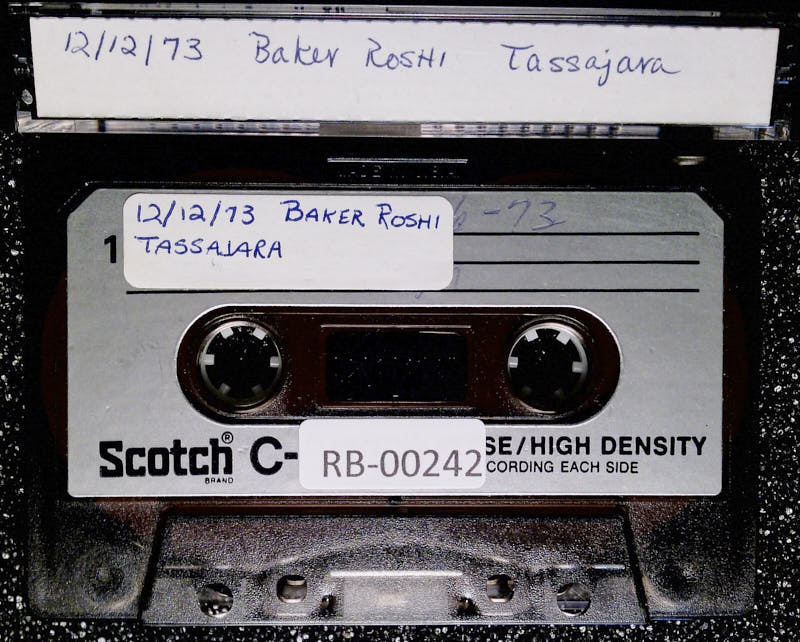 12/12/73 Baker Roshi Tassajara
12/12/73 BAKER ROSHI
TASSAJARA
-73
1
Scotch® C-
BRAND
RB-00242
SE/HIGH DENSITY
CORDING EACH SIDE